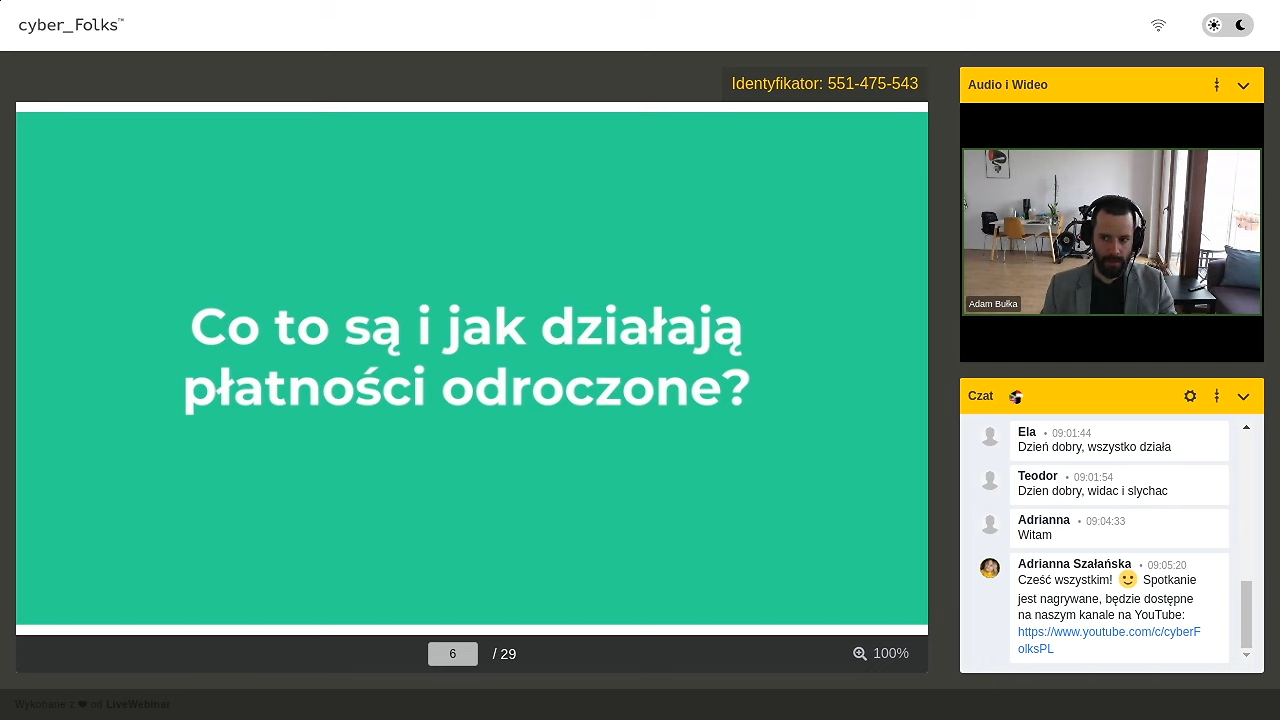 cyber_Folks™
Identyfikator: 551-475-543
Co to są i jak działają
płatności odroczone?
6 / 29
100%
Wykonane z ❤ od LiveWebinar
Audio i Wideo
Adam Bułka
Czat
Ela • 09:01:44
Dzień dobry, wszystko działa
Teodor • 09:01:54
Dzien dobry, widac i slychac
Adrianna • 09:04:33
Witam
Adrianna Szałańska • 09:05:20
Cześć wszystkim! 🙂 Spotkanie
jest nagrywane, będzie dostępne
na naszym kanale na YouTube:
https://www.youtube.com/c/cyberF
olksPL